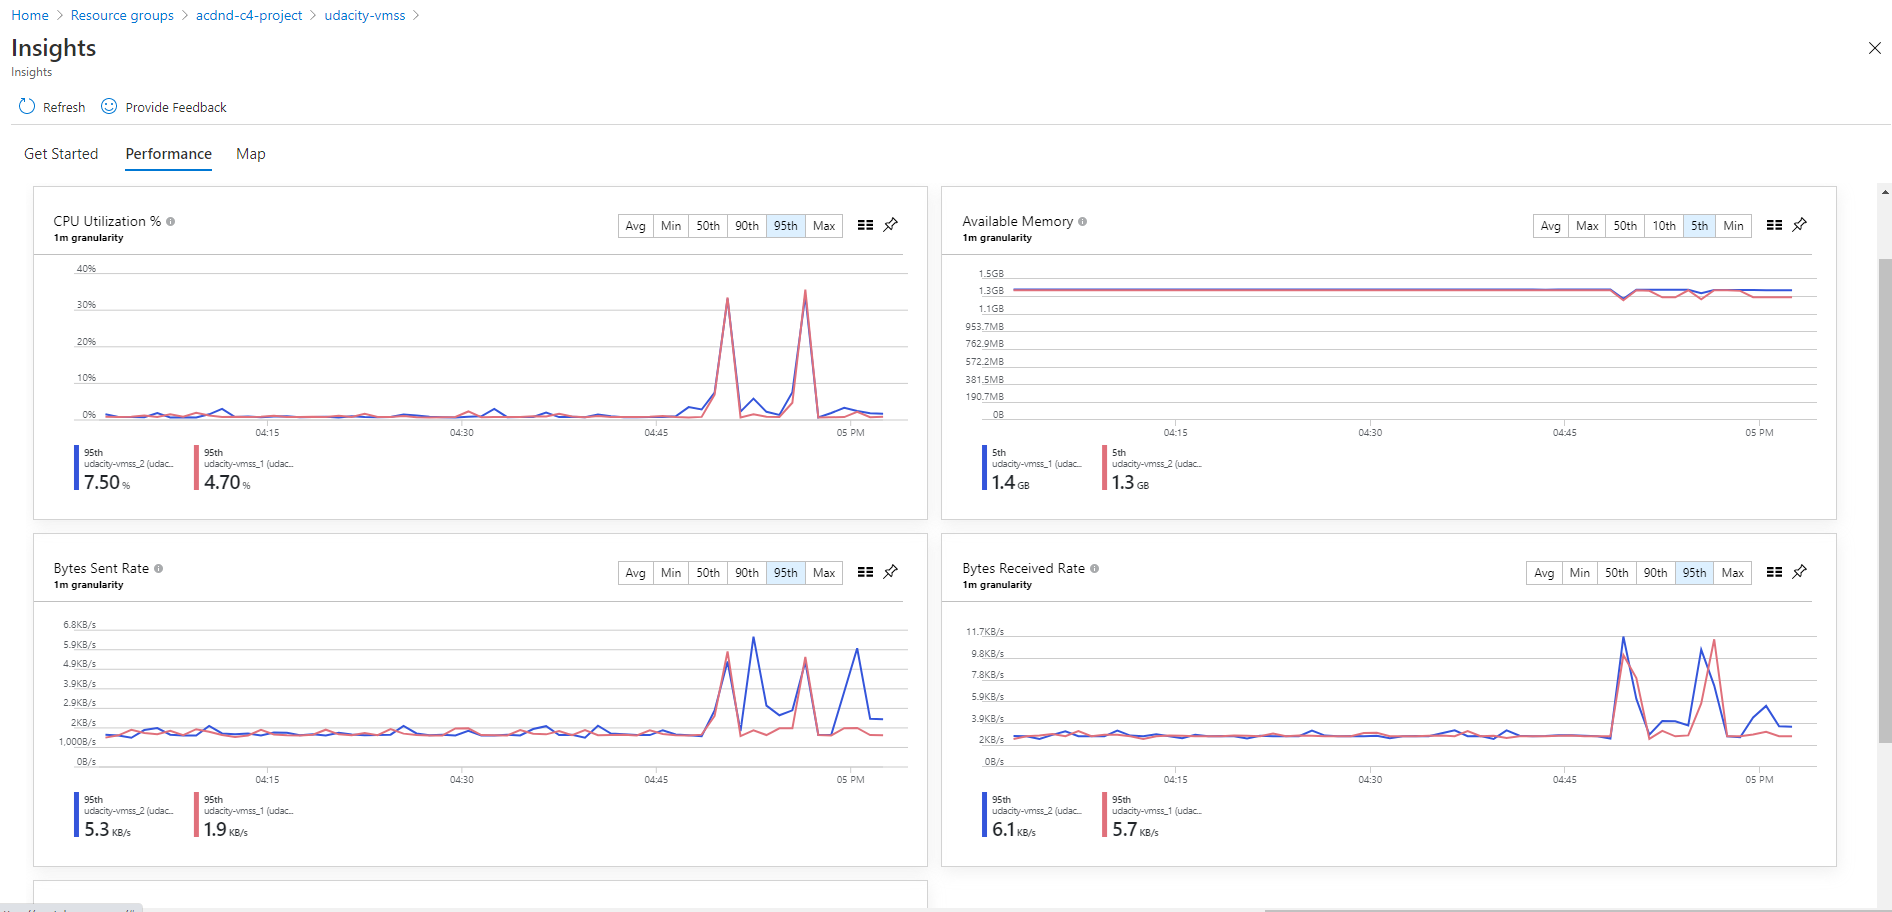 Home > Resource groups > acdnd-c4-project > udacity-vmss >
Insights
Insights
Refresh Provide Feedback
Get Started Performance Map
CPU Utilization %
1m granularity
Avg Min 50th 90th 95th Max
40%
30%
20%
10%
0%
04:15 04:30 04:45 05 PM
95th
udacity-vmss_2 (udac...
7.50 %
95th
udacity-vmss_1 (udac...
4.70 %
Available Memory
1m granularity
Avg Max 50th 10th 5th Min
1.5GB
1.3GB
1.1GB
953.7MB
762.9MB
572.2MB
381.5MB
190.7MB
0B
04:15 04:30 04:45 05 PM
5th
udacity-vmss_1 (udac...
1.4 GB
5th
udacity-vmss_2 (udac...
1.3 GB
Bytes Sent Rate
1m granularity
Avg Min 50th 90th 95th Max
6.8KB/s
5.9KB/s
4.9KB/s
3.9KB/s
2.9KB/s
2KB/s
1,000B/s
0B/s
04:15 04:30 04:45 05 PM
95th
udacity-vmss_2 (udac...
5.3 KB/s
95th
udacity-vmss_1 (udac...
1.9 KB/s
Bytes Received Rate
1m granularity
Avg Min 50th 90th 95th Max
11.7KB/s
9.8KB/s
7.8KB/s
5.9KB/s
3.9KB/s
2KB/s
0B/s
04:15 04:30 04:45 05 PM
95th
udacity-vmss_2 (udac...
6.1 KB/s
95th
udacity-vmss_1 (udac...
5.7 KB/s